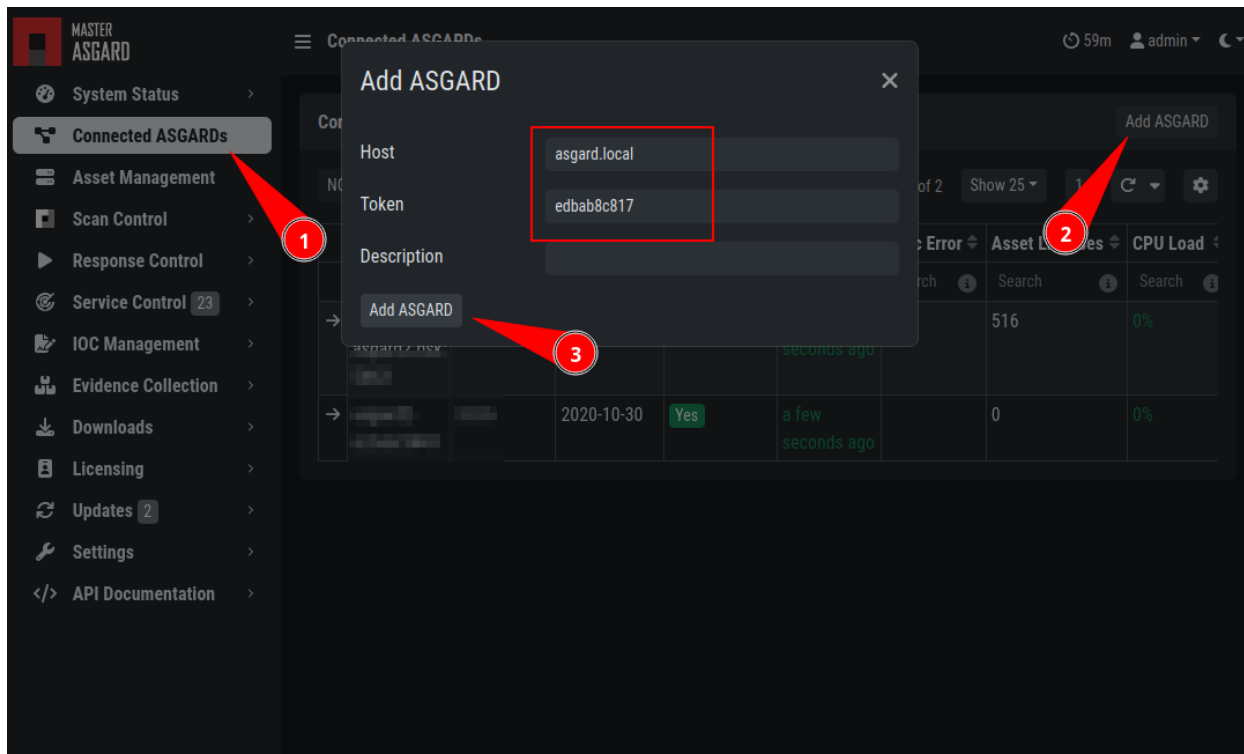 MASTER
ASGARD
Connected ASGARDs
59m
admin
System Status
Connected ASGARDs
Asset Management
Scan Control
Response Control
Service Control 23
IOC Management
Evidence Collection
Downloads
Licensing
Updates 2
Settings
API Documentation
Add ASGARD
Host
asgard.local
Token
edbab8c817
Description
Add ASGARD
Add ASGARD
of 2
Show 25
Error
Asset
CPU Load
Search
Search
516
0%
seconds ago
2020-10-30
Yes
a few
seconds ago
0
0%
1
2
3